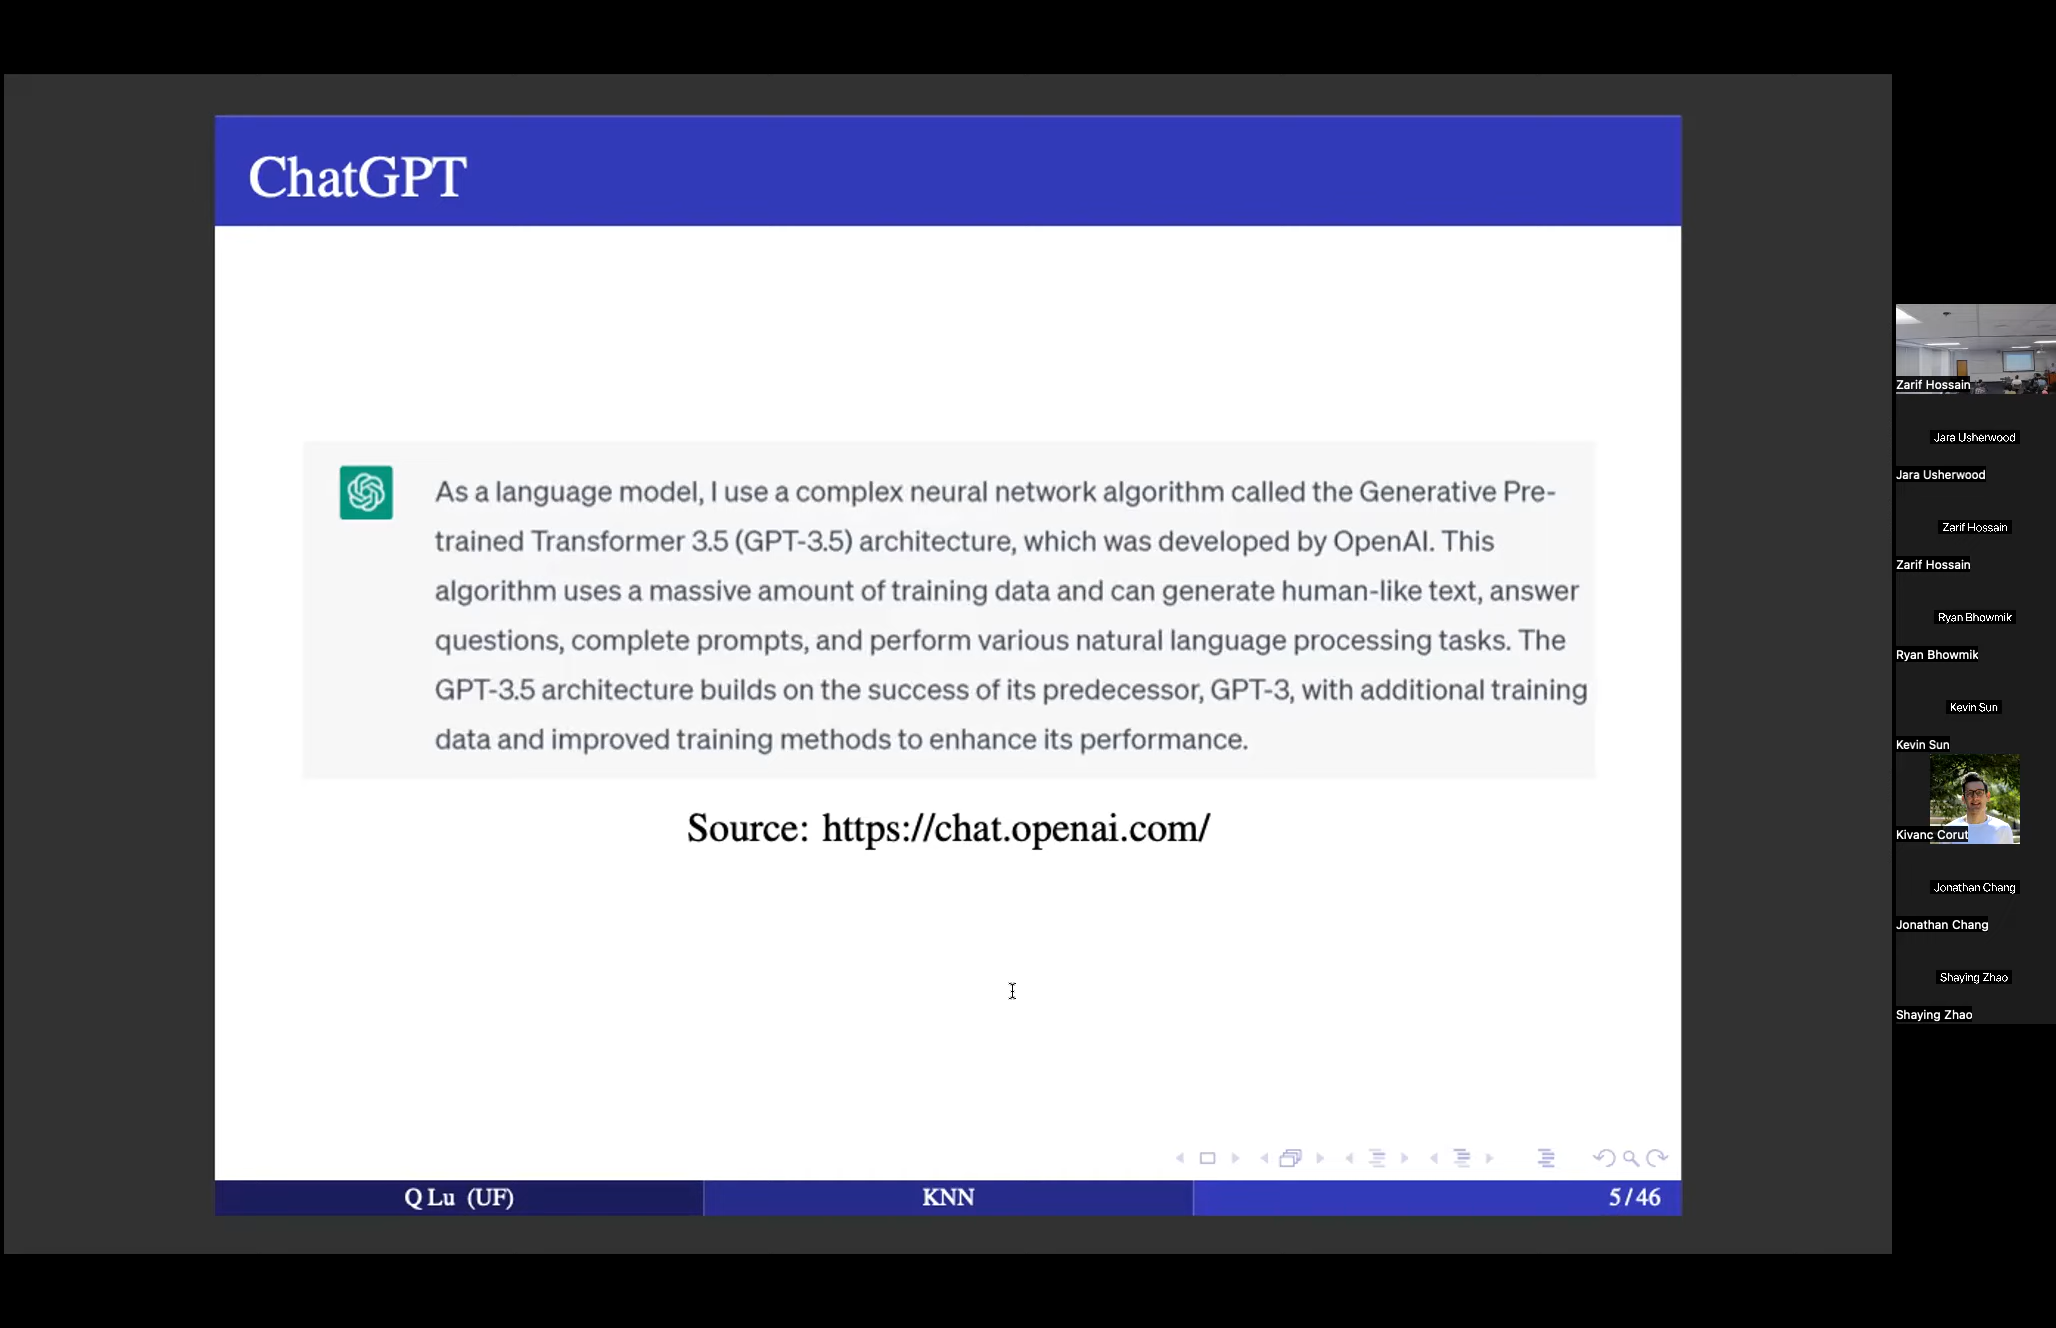 ChatGPT
As a language model, I use a complex neural network algorithm called the Generative Pre-
trained Transformer 3.5 (GPT-3.5) architecture, which was developed by OpenAI. This
algorithm uses a massive amount of training data and can generate human-like text, answer
questions, complete prompts, and perform various natural language processing tasks. The
GPT-3.5 architecture builds on the success of its predecessor, GPT-3, with additional training
data and improved training methods to enhance its performance.
Source: https://chat.openai.com/
Q Lu (UF)
KNN
5/46
Zarif Hossain
Jara Usherwood
Jara Usherwood
Zarif Hossain
Zarif Hossain
Ryan Bhowmik
Ryan Bhowmik
Kevin Sun
Kevin Sun
Kivanc Corut
Jonathan Chang
Jonathan Chang
Shaying Zhao
Shaying Zhao